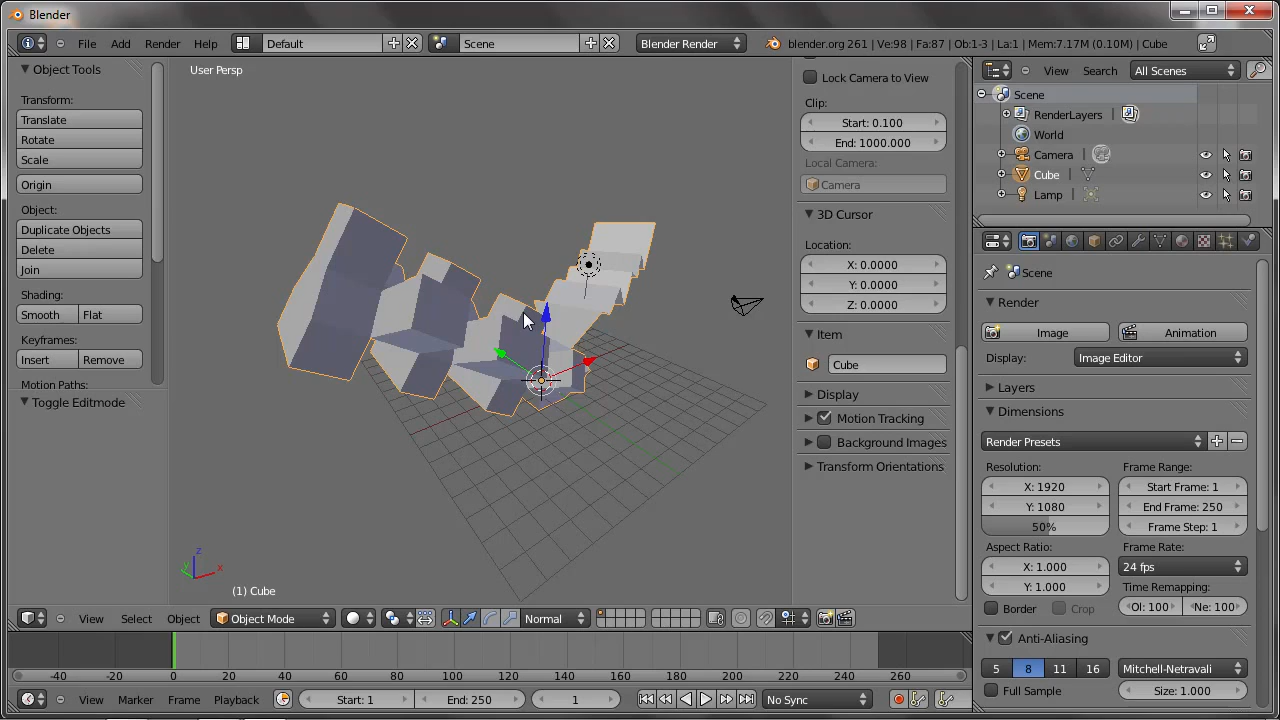 Blender
File Add Render Help Default Scene Blender Render blender.org 261 | Ve:98 | Fa:87 | Ob:1-3 | La:1 | Mem:7.17M (0.10M) | Cube
Object Tools
Transform:
Translate
Rotate
Scale
Origin
Object:
Duplicate Objects
Delete
Join
Shading:
Smooth Flat
Keyframes:
Insert Remove
Motion Paths:
Toggle Editmode
User Persp
z
y
x
(1) Cube
Lock Camera to View
Clip:
Start: 0.100
End: 1000.000
Local Camera:
Camera
3D Cursor
Location:
X: 0.0000
Y: 0.0000
Z: 0.0000
Item
Cube
Display
Motion Tracking
Background Images
Transform Orientations
View Search All Scenes
Scene
RenderLayers
World
Camera
Cube
Lamp
Scene
Render
Image Animation
Display: Image Editor
Layers
Dimensions
Render Presets
Resolution: Frame Range:
X: 1920 Start Frame: 1
Y: 1080 End Frame: 250
50% Frame Step: 1
Aspect Ratio: Frame Rate:
X: 1.000 24 fps
Y: 1.000 Time Remapping:
Border Crop Ol: 100 Ne: 100
Anti-Aliasing
5 8 11 16 Mitchell-Netravali
Full Sample Size: 1.000
View Select Object Object Mode Normal
-40 -20 0 20 40 60 80 100 120 140 160 180 200 220 240 260
View Marker Frame Playback Start: 1 End: 250 1 No Sync